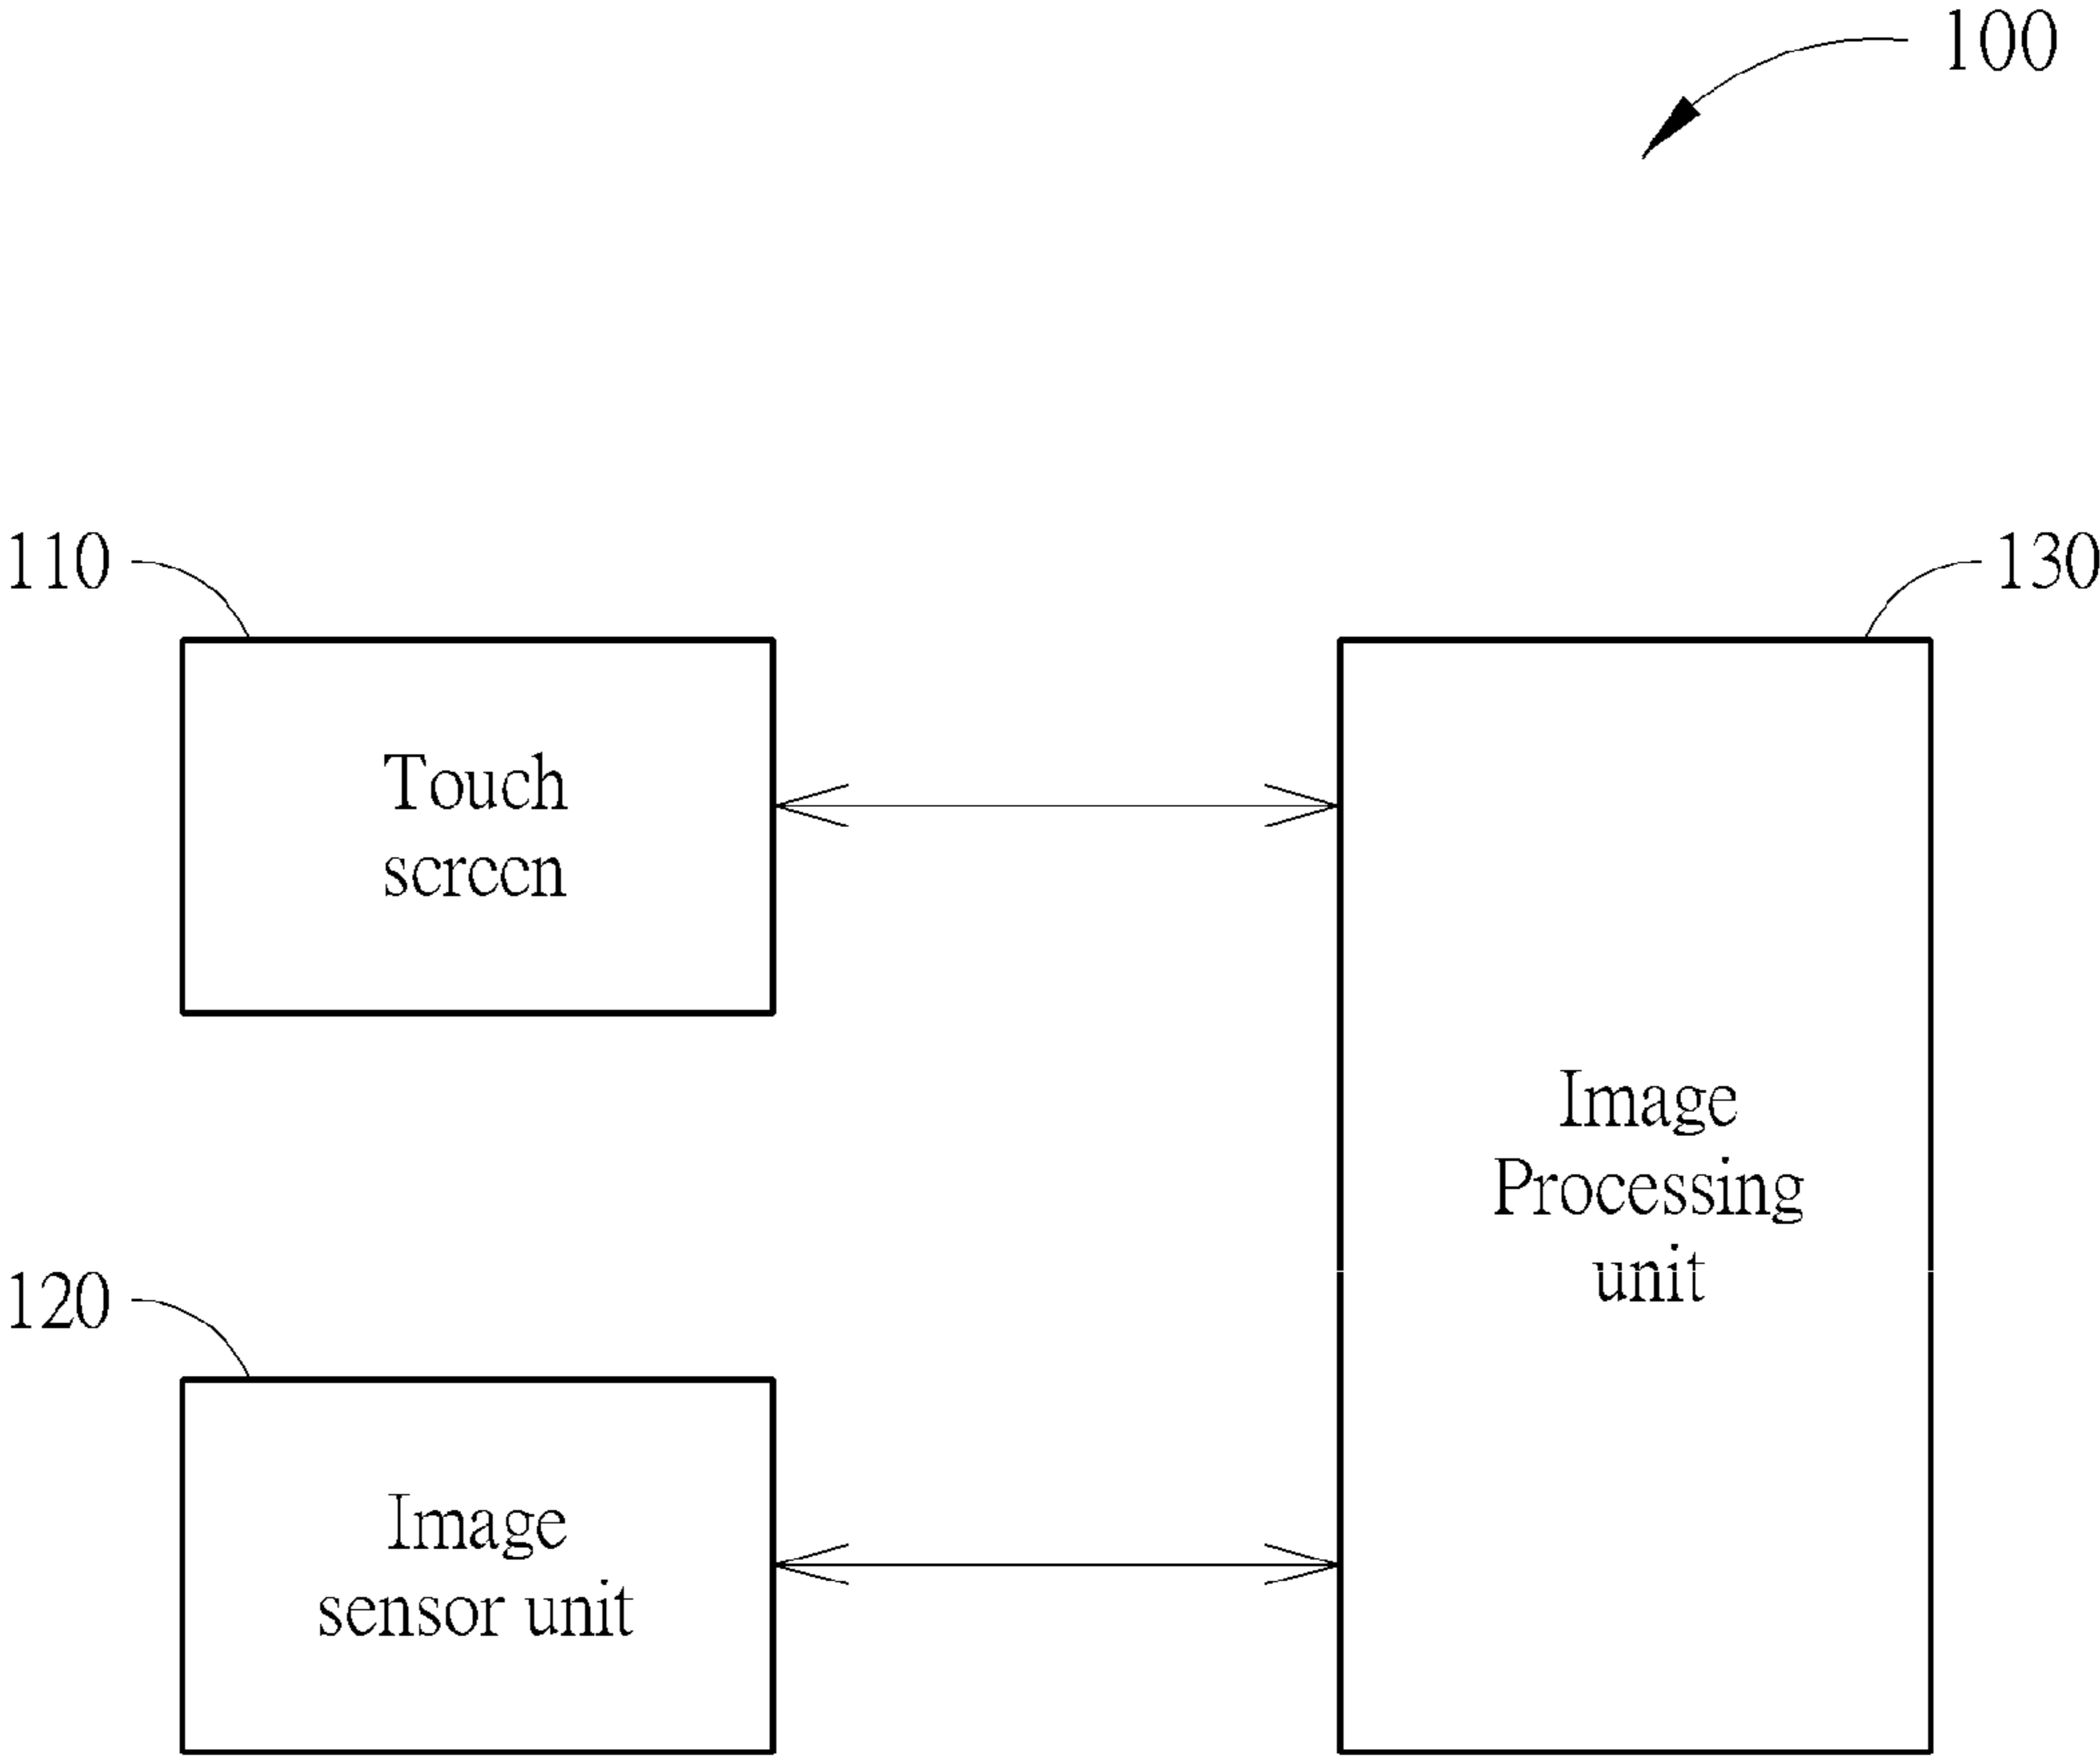 100
110
130
Touch
screen
Image
Processing
unit
120
Image
sensor unit